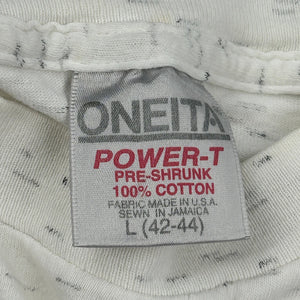 ONEITA
POWER-T
PRE-SHRUNK
100% COTTON
FABRIC MADE IN U.S.A.
SEWN IN JAMAICA
L (42-44)